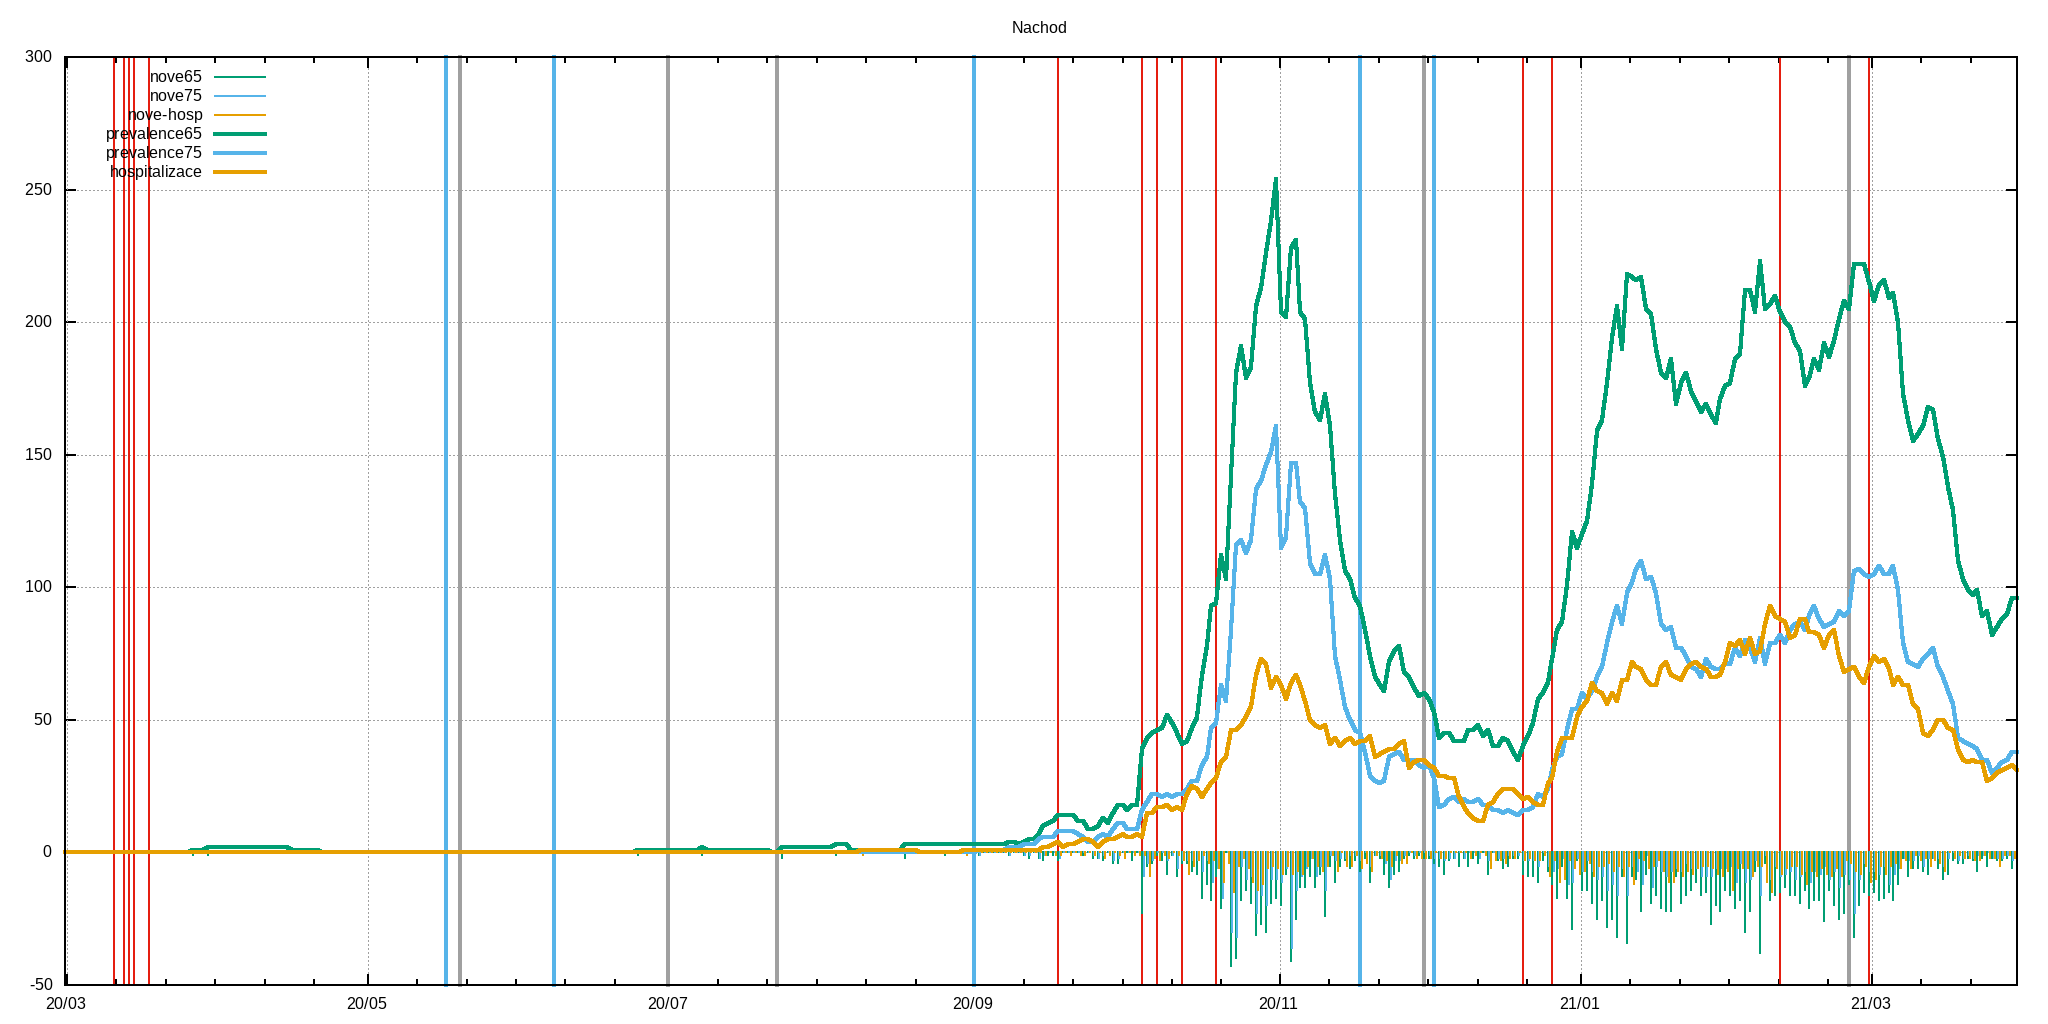 Nachod
300
nove65
nove75
nove-hosp
prevalence65
prevalence75
hospitalizace
250
200
150
100
50
0
-50
20/03 20/05 20/07 20/09 20/11 21/01 21/03